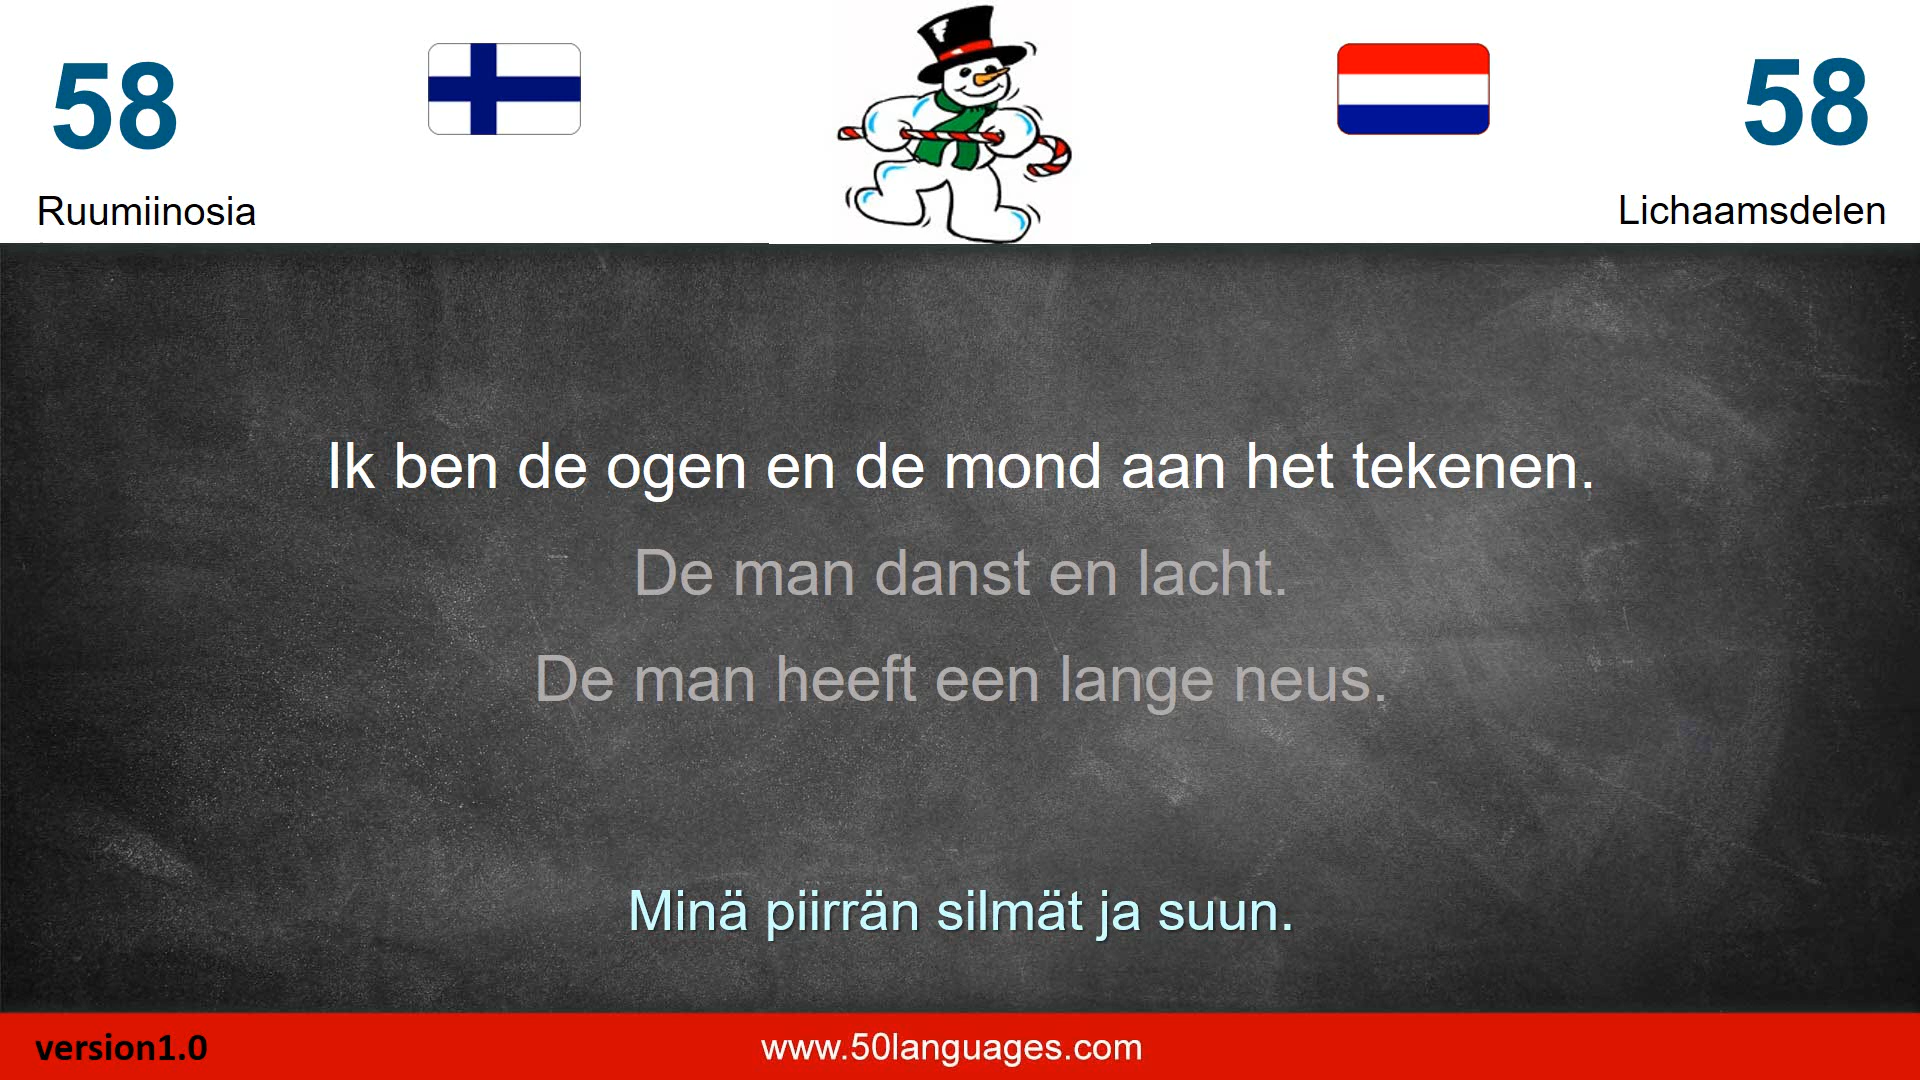 58
58
Ruumiinosia
Lichaamsdelen
Ik ben de ogen en de mond aan het tekenen.
De man danst en lacht.
De man heeft een lange neus.
Minä piirrän silmät ja suun.
version1.0
www.50languages.com